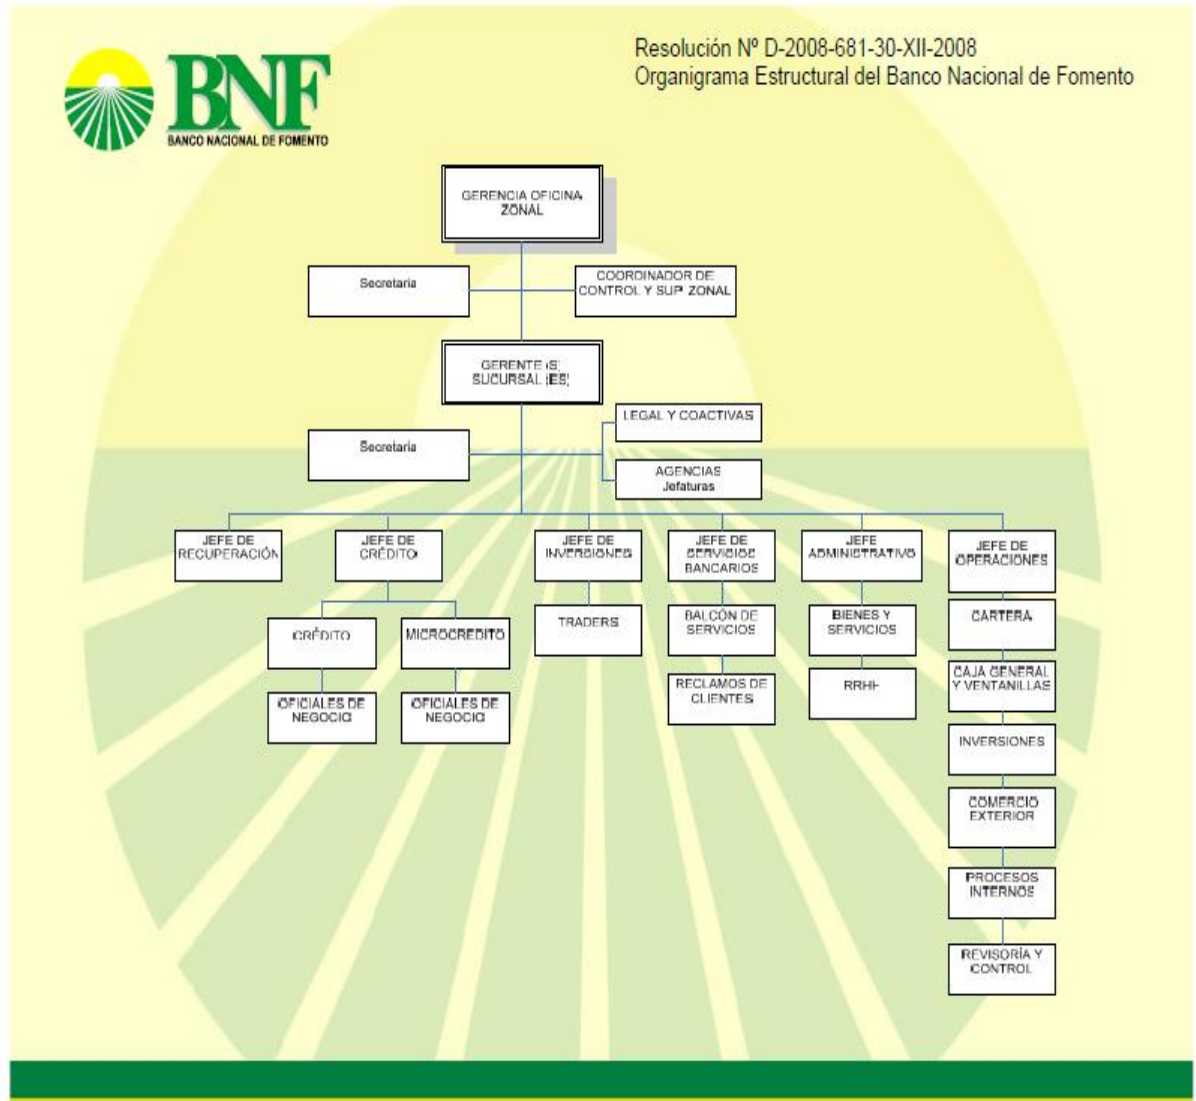 Resolución Nº D-2008-681-30-XII-2008
Organigrama Estructural del Banco Nacional de Fomento
BNF
BANCO NACIONAL DE FOMENTO
GERENCIA OFICINA
ZONAL
Secretaria
COORDINADOR DE
CONTROL Y SUP ZONAL
GERENTE (S)
SUCURSAL (ES)
LEGAL Y COACTIVAS
Secretaria
AGENCIAS
Jefaturas
JEFE DE
RECUPERACIÓN
JEFE DE
CRÉDITO
JEFE DE
INVERSIONES
JEFE DE
SERVICIOS
BANCARIOS
JEFE
ADMINISTRATIVO
JEFE DE
OPERACIONES
CRÉDITO
MICROCREDITO
TRADERS
BALCÓN DE
SERVICIOS
BIENES Y
SERVICIOS
CARTERA
OFICIALES DE
NEGOCIO
OFICIALES DE
NEGOCIO
RECLAMOS DE
CLIENTES
RRHH
CAJA GENERAL
Y VENTANILLAS
INVERSIONES
COMERCIO
EXTERIOR
PROCESOS
INTERNOS
REVISORÍA Y
CONTROL